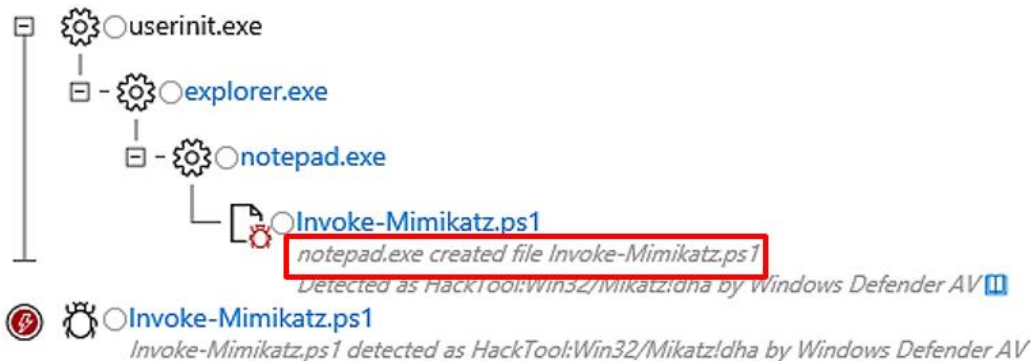 userinit.exe
explorer.exe
notepad.exe
Invoke-Mimikatz.ps1
notepad.exe created file Invoke-Mimikatz.ps1
Detected as HackTool:Win32/Mikatz!dha by Windows Defender AV
Invoke-Mimikatz.ps1
Invoke-Mimikatz.ps1 detected as HackTool:Win32/Mikatz!dha by Windows Defender AV